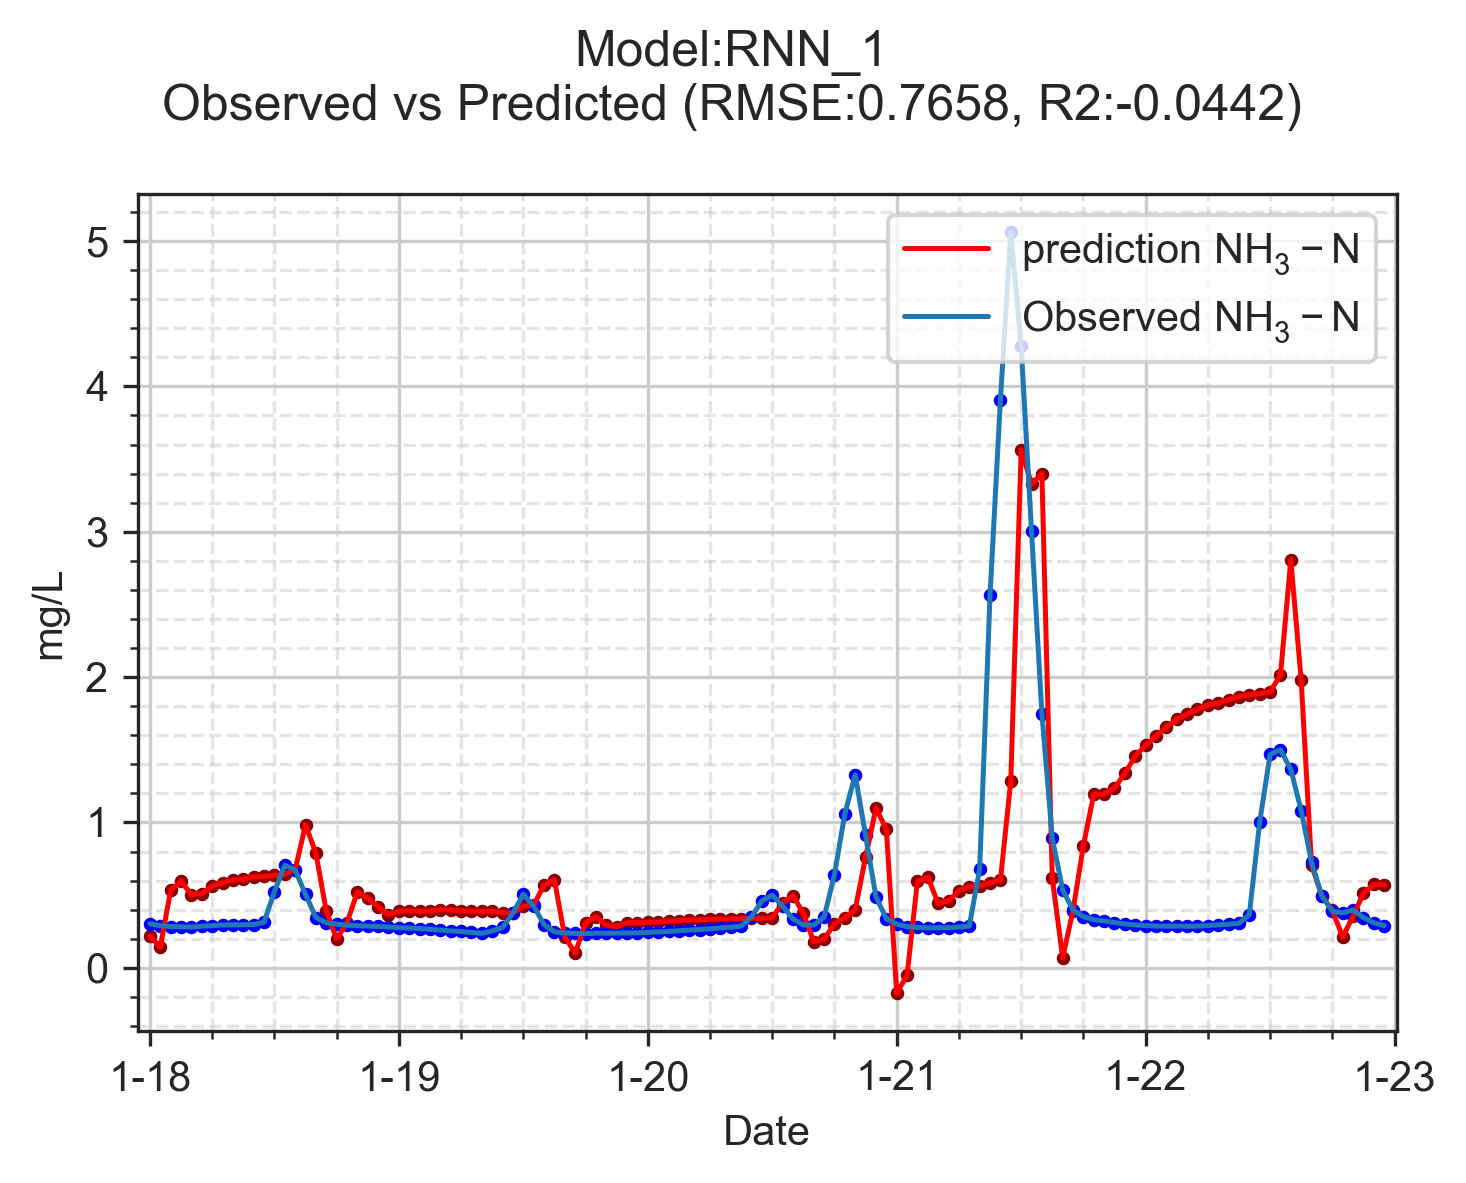 Model:RNN_1
Observed vs Predicted (RMSE:0.7658, R2:-0.0442)
prediction NH₃ − N
Observed NH₃ − N
5
4
3
2
1
0
mg/L
1-18 1-19 1-20 1-21 1-22 1-23
Date